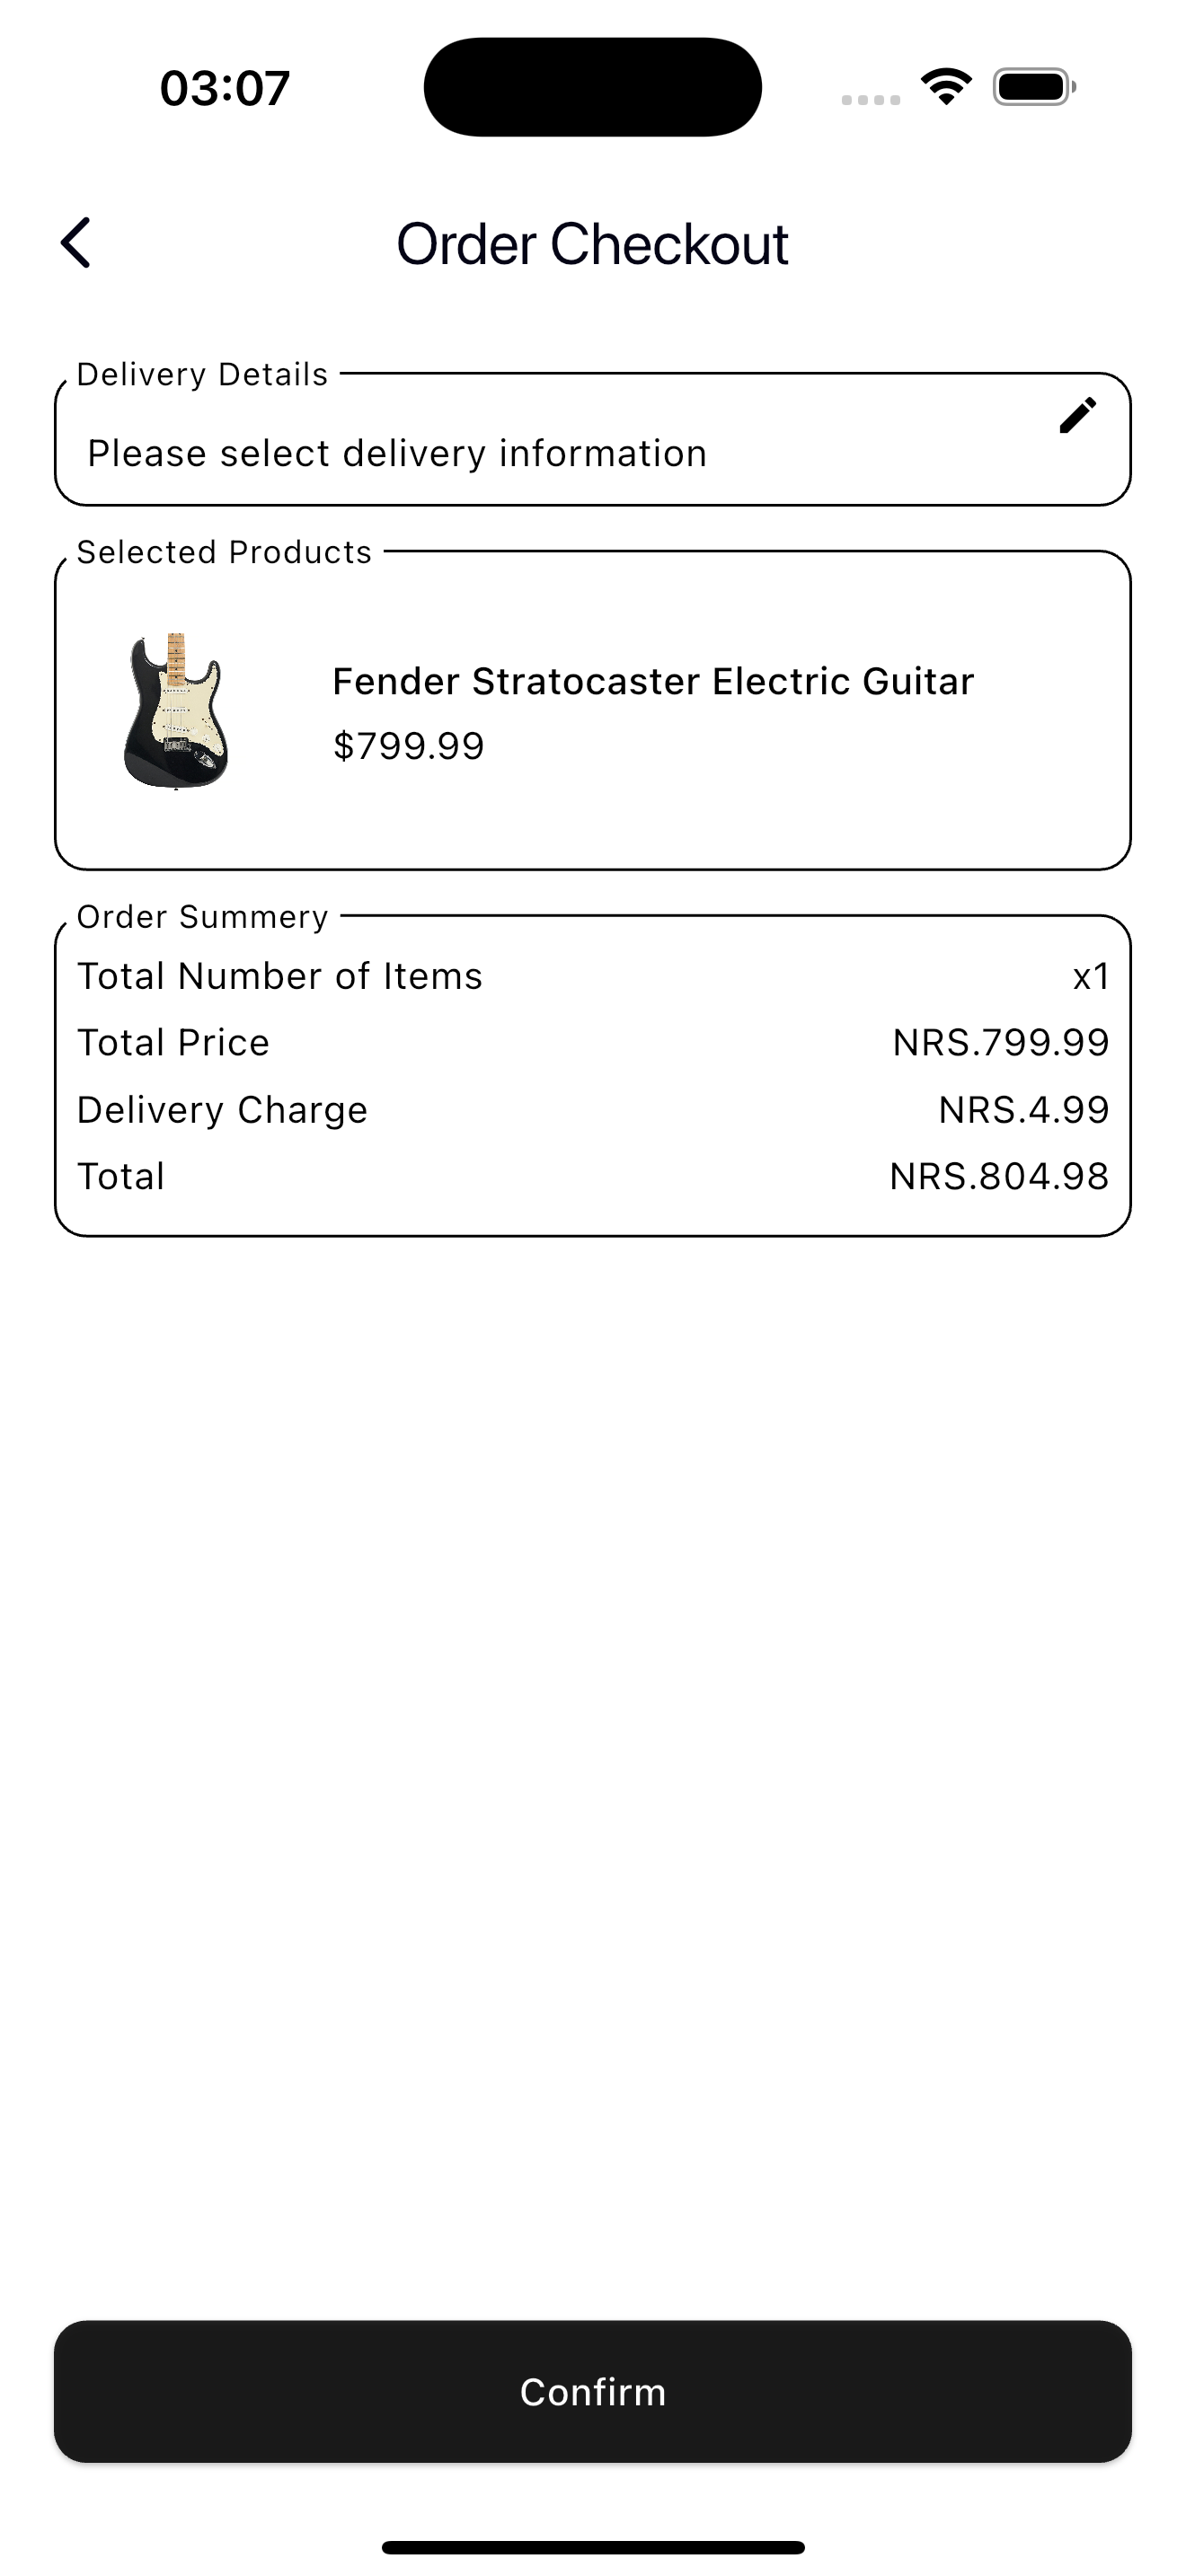 03:07
Order Checkout
Delivery Details
Please select delivery information
Selected Products
Fender Stratocaster Electric Guitar
$799.99
Order Summery
Total Number of Items x1
Total Price NRS.799.99
Delivery Charge NRS.4.99
Total NRS.804.98
Confirm